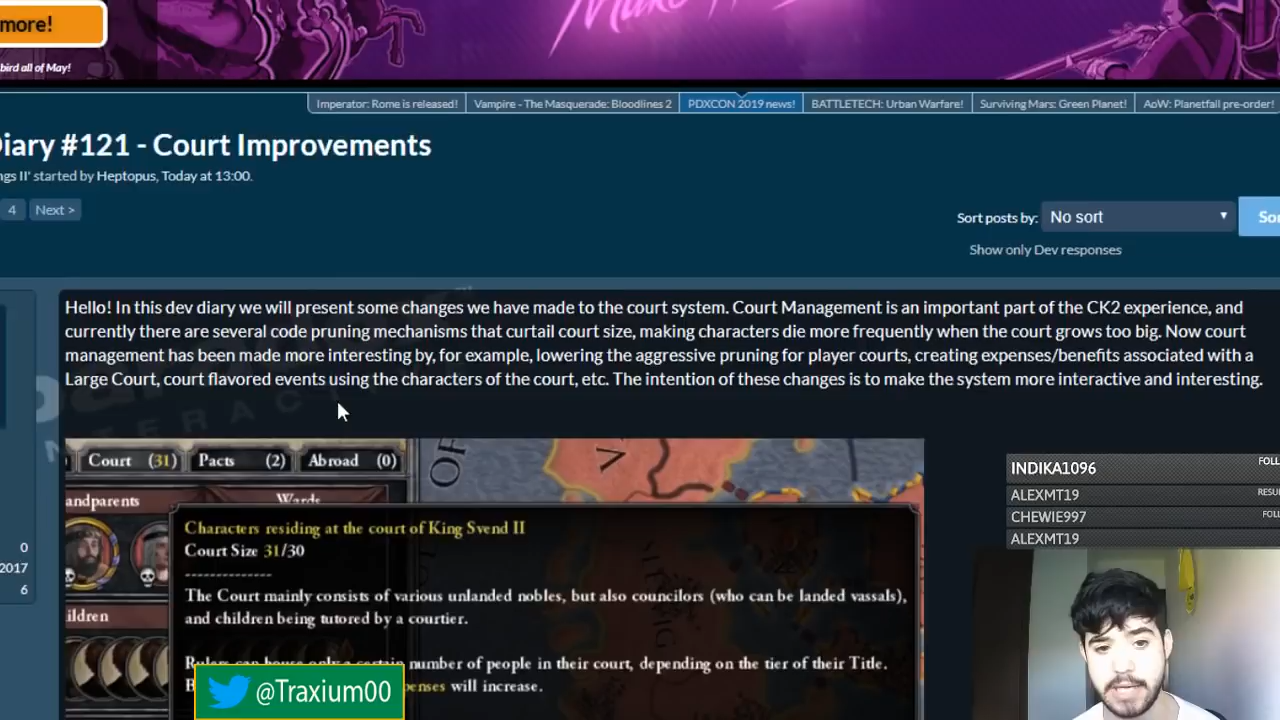 more!
bird all of May!
Imperator: Rome is released!
Vampire - The Masquerade: Bloodlines 2
PDXCON 2019 news!
BATTLETECH: Urban Warfare!
Surviving Mars: Green Planet!
AoW: Planetfall pre-order!
iary #121 - Court Improvements
ngs II' started by Heptopus, Today at 13:00.
4 Next >
Sort posts by: No sort
Show only Dev responses
Hello! In this dev diary we will present some changes we have made to the court system. Court Management is an important part of the CK2 experience, and
currently there are several code pruning mechanisms that curtail court size, making characters die more frequently when the court grows too big. Now court
management has been made more interesting by, for example, lowering the aggressive pruning for player courts, creating expenses/benefits associated with a
Large Court, court flavored events using the characters of the court, etc. The intention of these changes is to make the system more interactive and interesting.
Court (31) Pacts (2) Abroad (0)
andparents Wards
Characters residing at the court of King Svend II
Court Size 31/30
--------------
The Court mainly consists of various unlanded nobles, but also councilors (who can be landed vassals),
and children being tutored by a courtier.
ildren
Rulers can house only a certain number of people in their court, depending on the tier of their Title.
penses will increase.
@Traxium00
0
2017
6
INDIKA1096 FOLL
ALEXMT19 RESU
CHEWIE997 FOLL
ALEXMT19